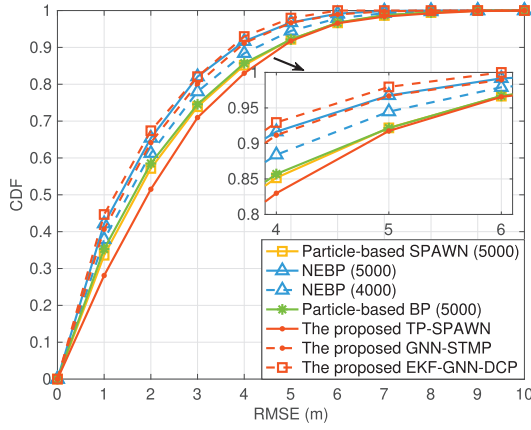 1
0.9
0.8
0.7
0.6
0.5
0.4
0.3
0.2
0.1
0
CDF
0.95
0.9
0.85
0.8
4 5 6
Particle-based SPAWN (5000)
NEBP (5000)
NEBP (4000)
Particle-based BP (5000)
The proposed TP-SPAWN
The proposed GNN-STMP
The proposed EKF-GNN-DCP
0 1 2 3 4 5 6 7 8 9 10
RMSE (m)